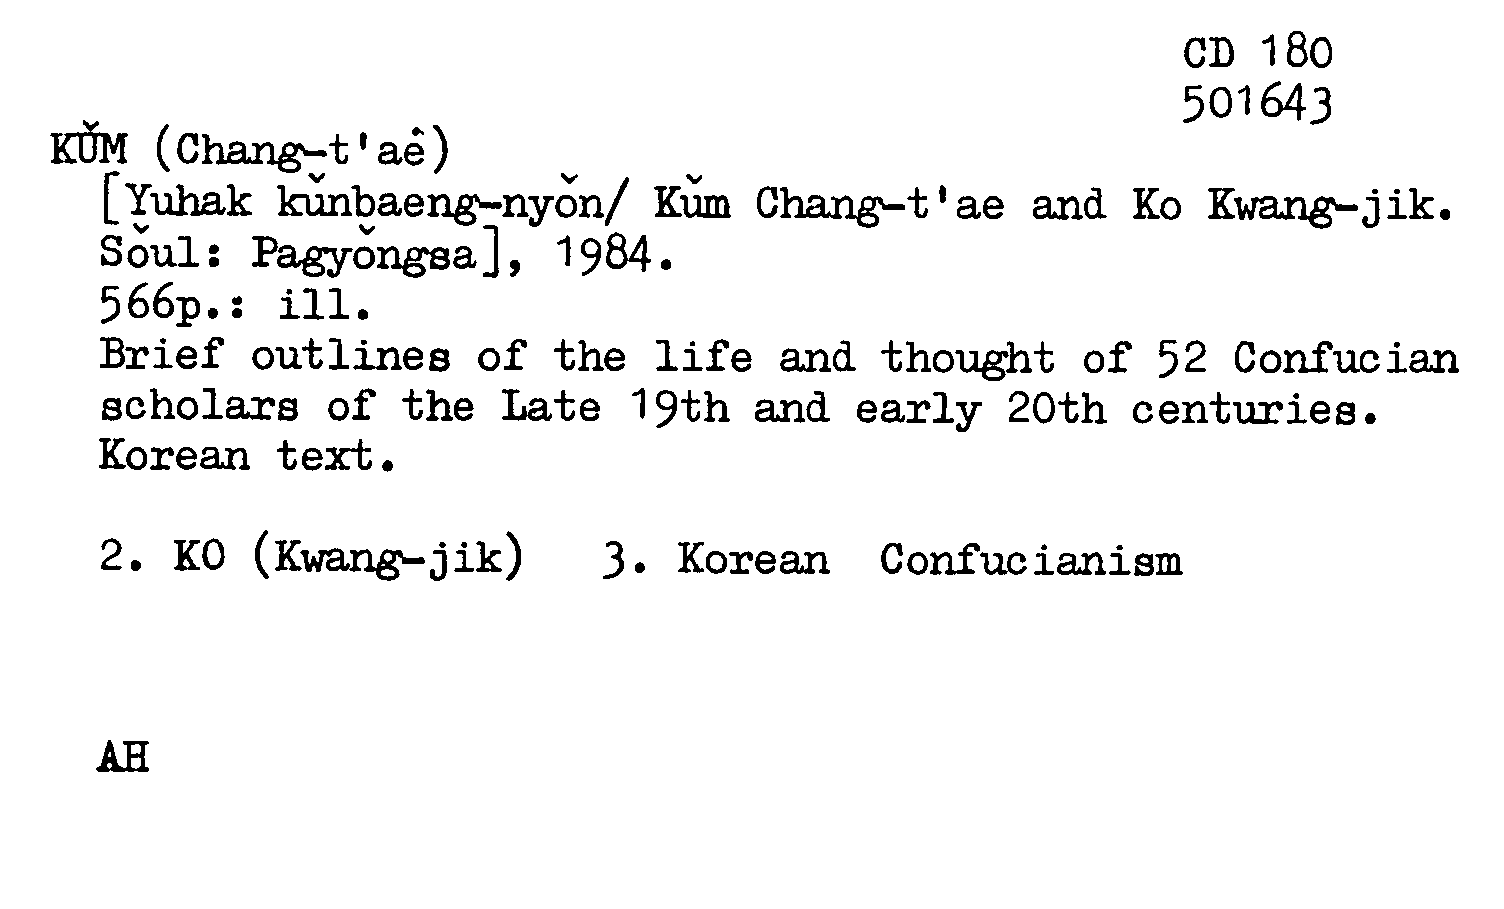 CD 180
501643
KŬM (Chang-t'aê)
[Yuhak kŭnbaeng-nyŏn/ Kŭm Chang-t'ae and Ko Kwang-jik.
Sŏul: Pagyŏngsa], 1984.
566p.: ill.
Brief outlines of the life and thought of 52 Confucian
scholars of the Late 19th and early 20th centuries.
Korean text.
2. KO (Kwang-jik)   3. Korean  Confucianism
AH